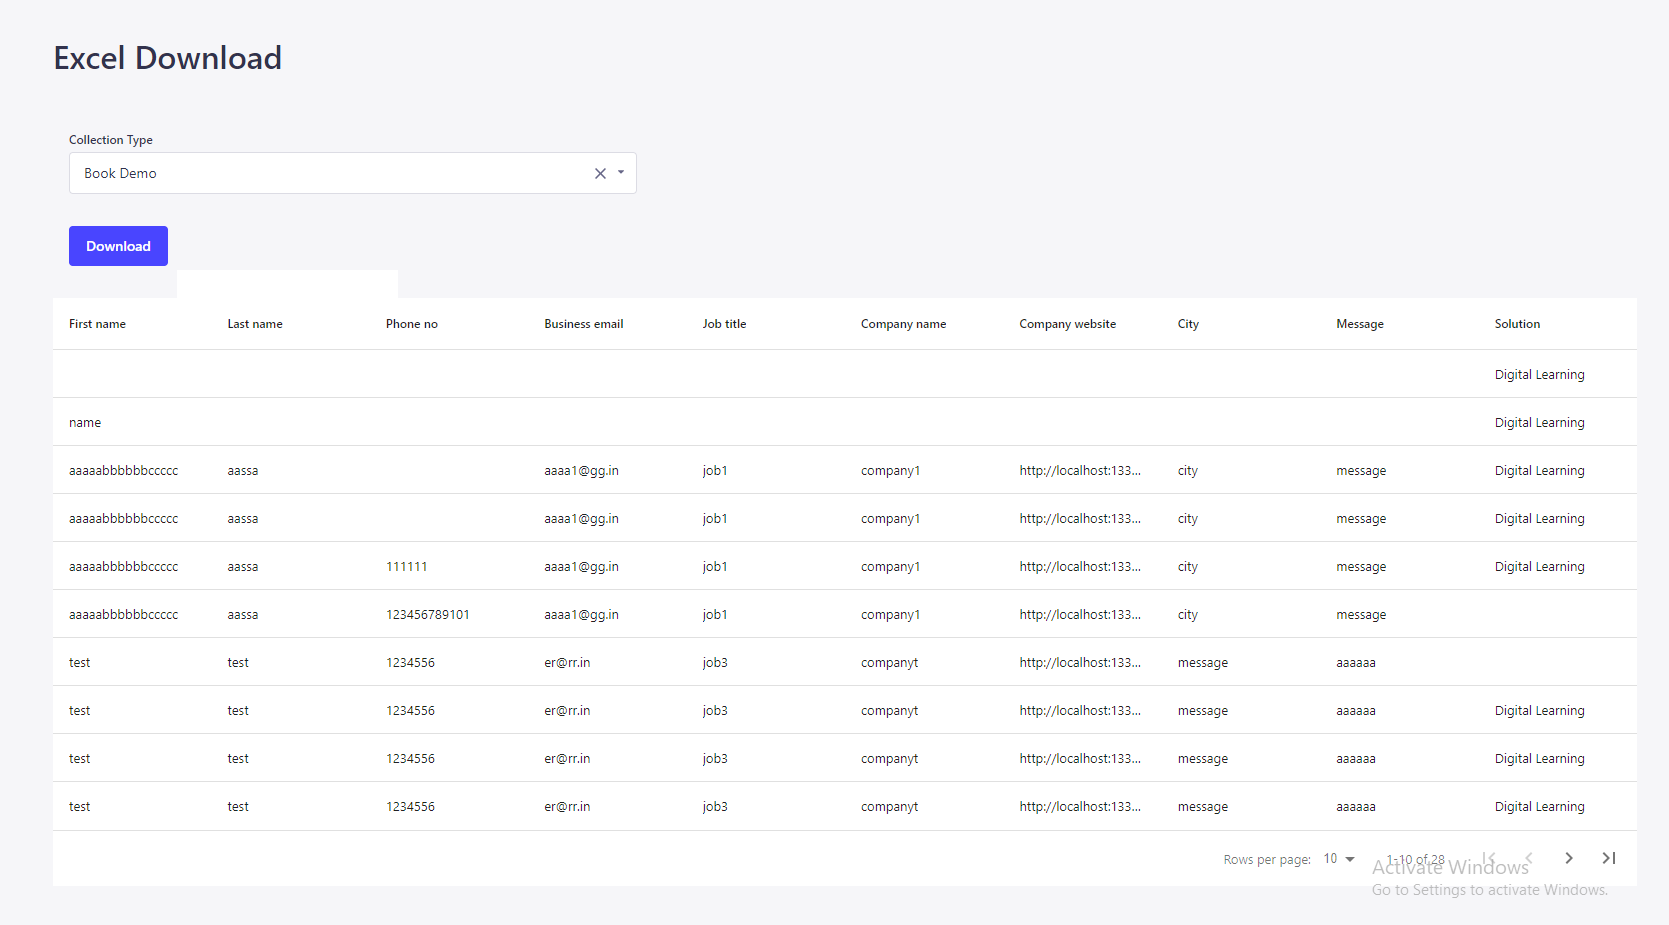 Excel Download
Collection Type
Book Demo
Download
First name Last name Phone no Business email Job title Company name Company website City Message Solution
Digital Learning
name Digital Learning
aaaaabbbbbbccccc aassa aaaa1@gg.in job1 company1 http://localhost:133... city message Digital Learning
aaaaabbbbbbccccc aassa aaaa1@gg.in job1 company1 http://localhost:133... city message Digital Learning
aaaaabbbbbbccccc aassa 111111 aaaa1@gg.in job1 company1 http://localhost:133... city message Digital Learning
aaaaabbbbbbccccc aassa 123456789101 aaaa1@gg.in job1 company1 http://localhost:133... city message
test test 1234556 er@rr.in job3 companyt http://localhost:133... message aaaaaa
test test 1234556 er@rr.in job3 companyt http://localhost:133... message aaaaaa Digital Learning
test test 1234556 er@rr.in job3 companyt http://localhost:133... message aaaaaa Digital Learning
test test 1234556 er@rr.in job3 companyt http://localhost:133... message aaaaaa Digital Learning
Rows per page: 10 1-10 of 28
Activate Windows
Go to Settings to activate Windows.